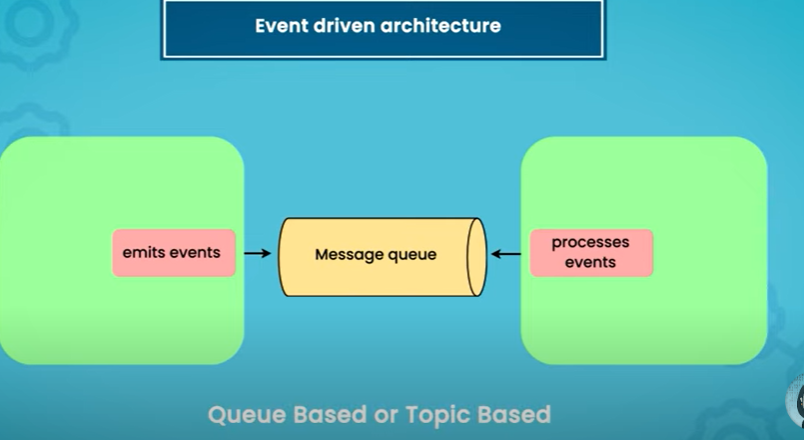 Event driven architecture
emits events
Message queue
processes
events
Queue Based or Topic Based